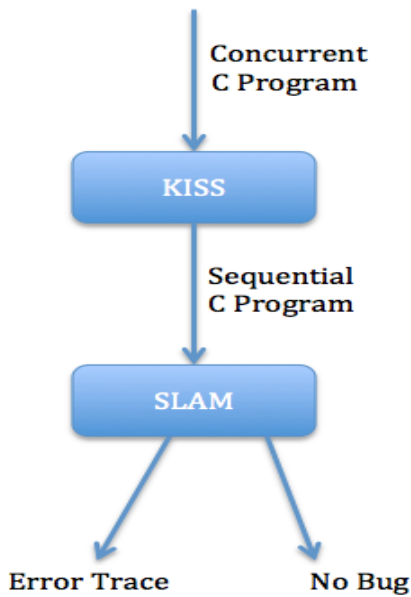 Concurrent
C Program
KISS
Sequential
C Program
SLAM
Error Trace
No Bug